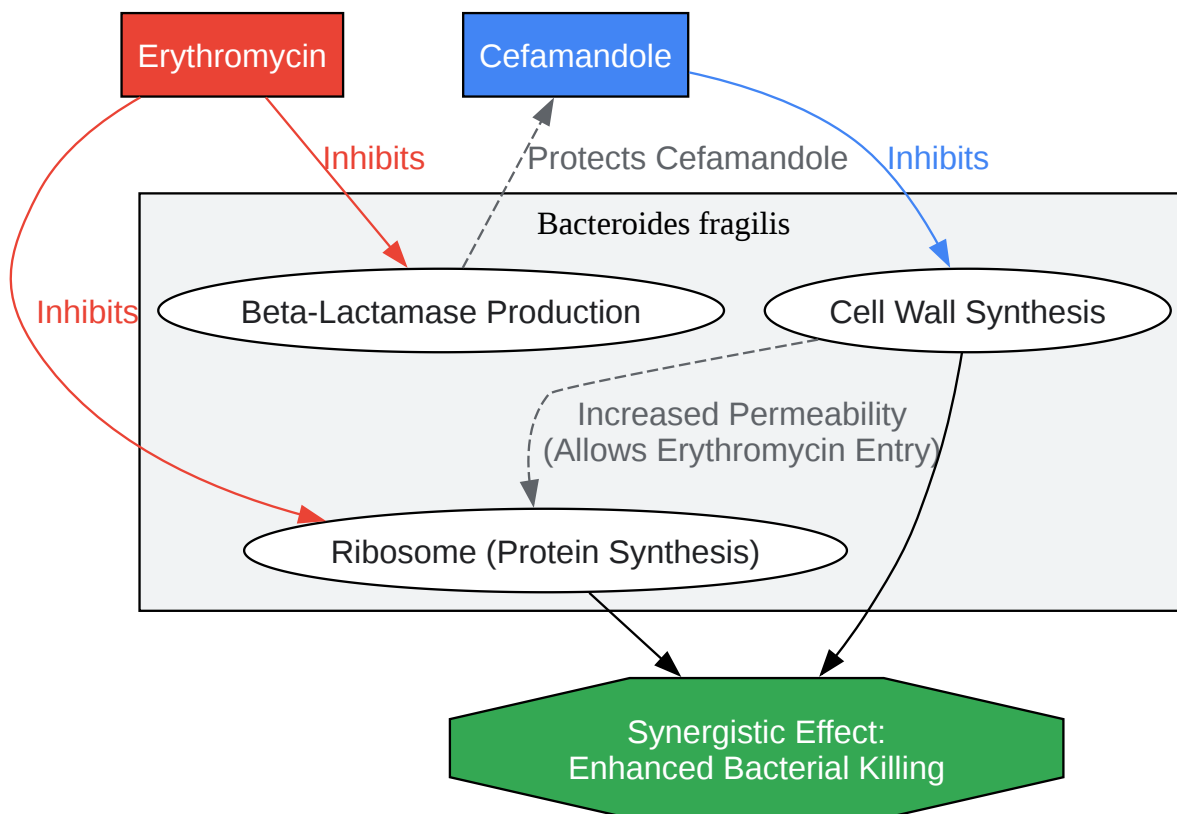 Erythromycin
Cefamandole
Inhibits
Protects Cefamandole
Inhibits
Bacteroides fragilis
Inhibits
Beta-Lactamase Production
Cell Wall Synthesis
Increased Permeability
(Allows Erythromycin Entry)
Ribosome (Protein Synthesis)
Synergistic Effect:
Enhanced Bacterial Killing